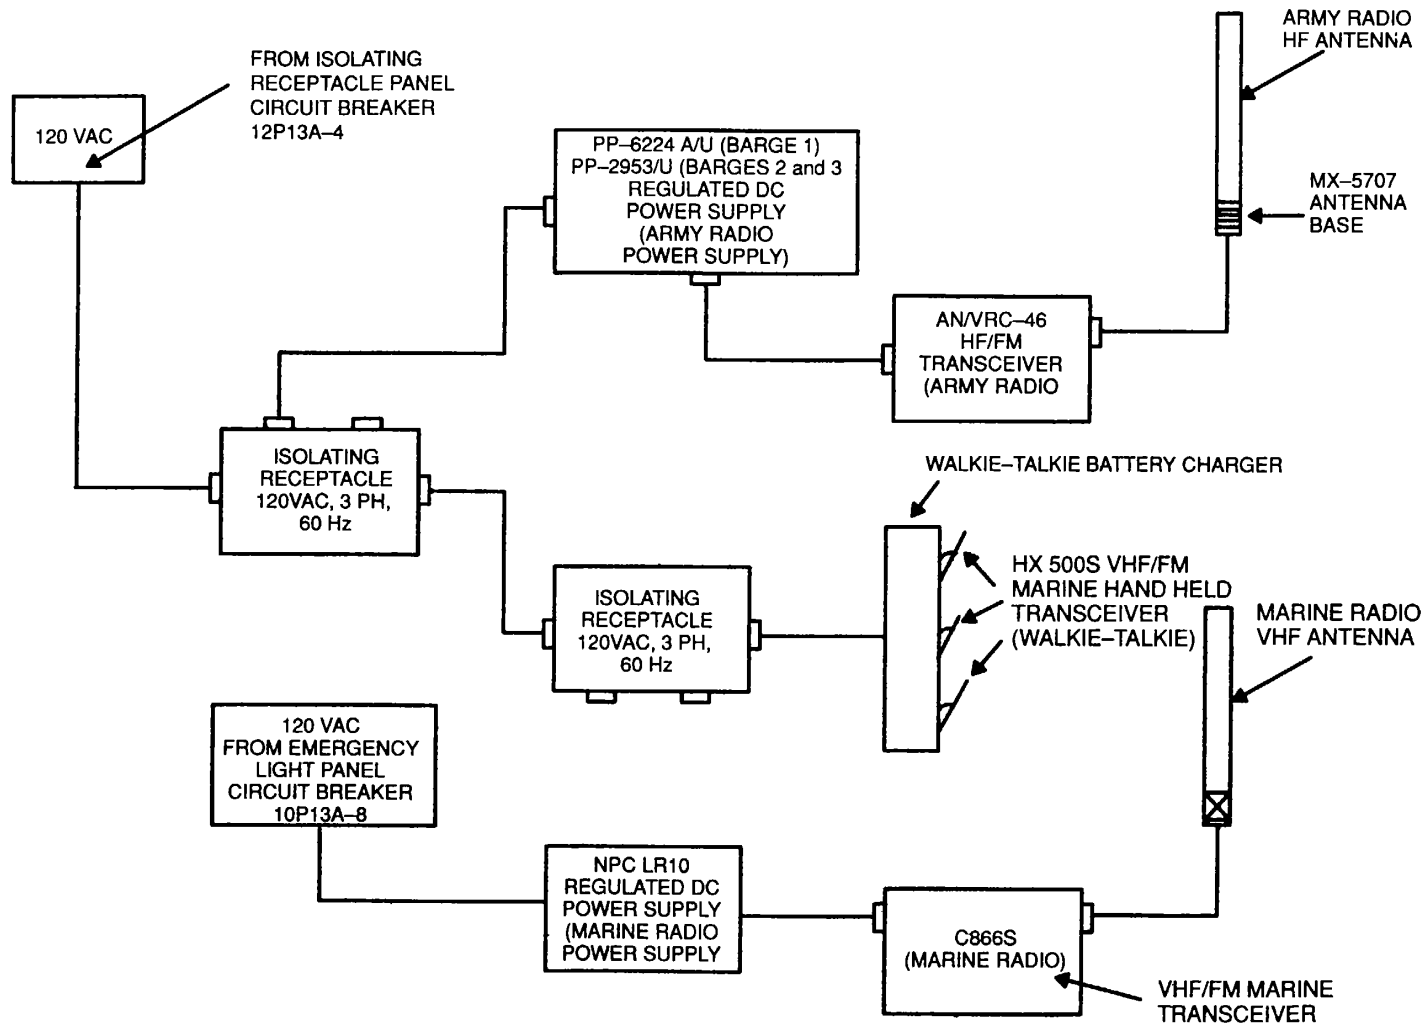 ARMY RADIO
HF ANTENNA
FROM ISOLATING
RECEPTACLE PANEL
CIRCUIT BREAKER
12P13A–4
120 VAC
PP–6224 A/U (BARGE 1)
PP–2953/U (BARGES 2 and 3
REGULATED DC
POWER SUPPLY
(ARMY RADIO
POWER SUPPLY)
MX–5707
ANTENNA
BASE
AN/VRC–46
HF/FM
TRANSCEIVER
(ARMY RADIO
ISOLATING
RECEPTACLE
120VAC, 3 PH,
60 Hz
WALKIE–TALKIE BATTERY CHARGER
HX 500S VHF/FM
MARINE HAND HELD
TRANSCEIVER
(WALKIE–TALKIE)
ISOLATING
RECEPTACLE
120VAC, 3 PH,
60 Hz
MARINE RADIO
VHF ANTENNA
120 VAC
FROM EMERGENCY
LIGHT PANEL
CIRCUIT BREAKER
10P13A–8
NPC LR10
REGULATED DC
POWER SUPPLY
(MARINE RADIO
POWER SUPPLY
C866S
(MARINE RADIO)
VHF/FM MARINE
TRANSCEIVER